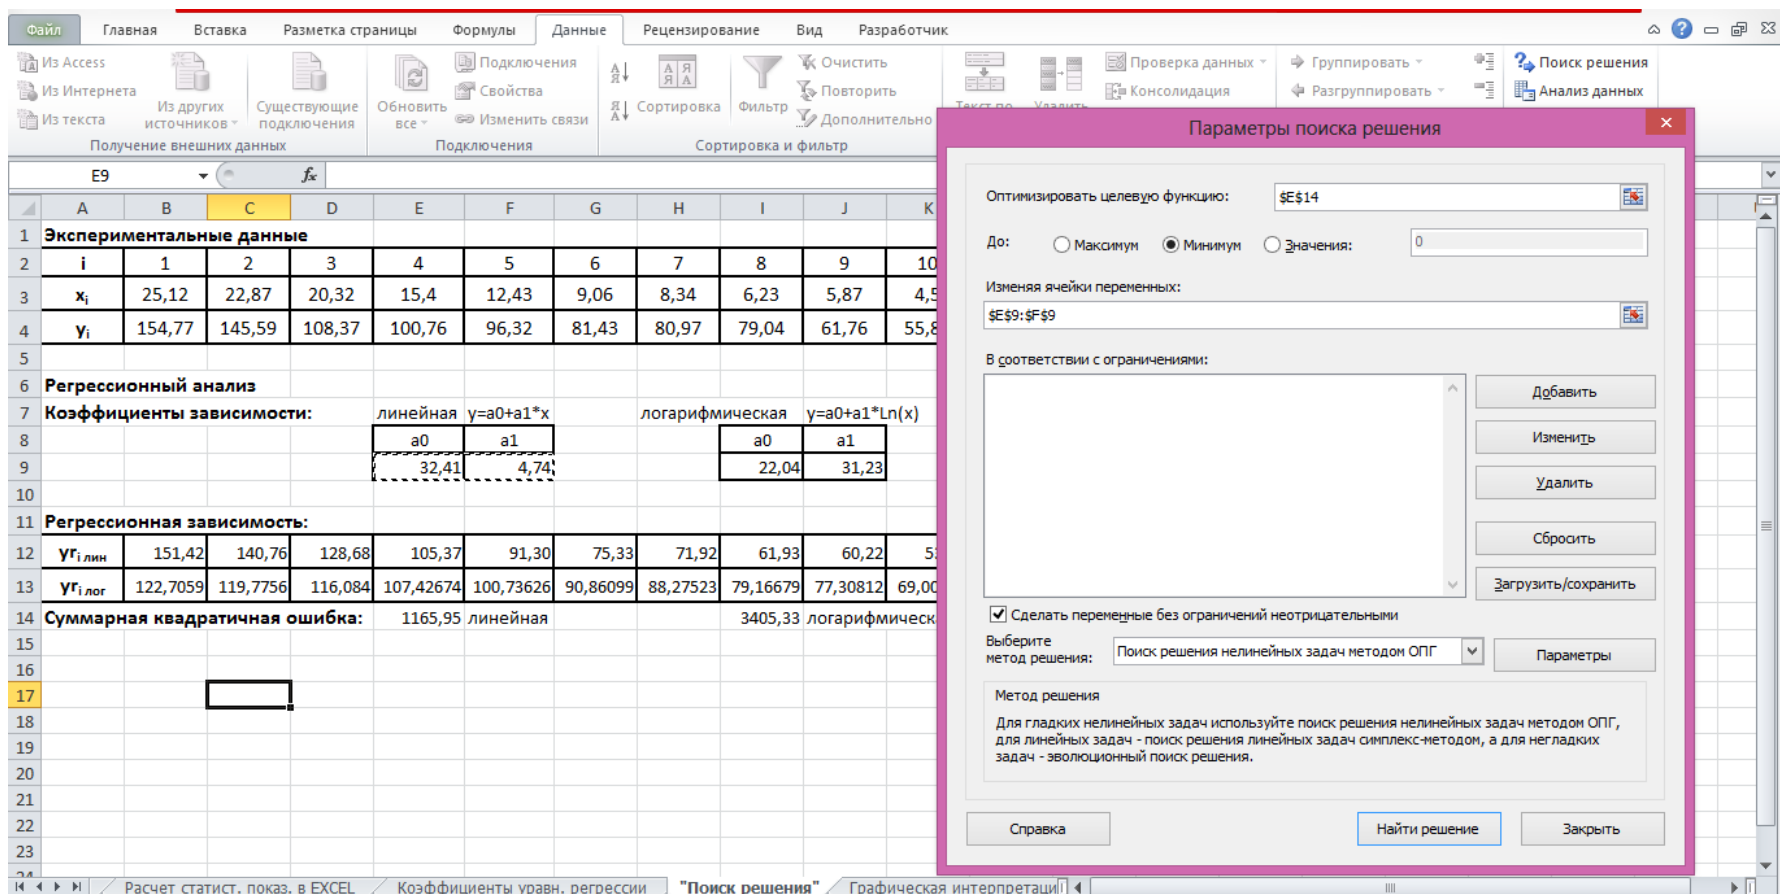 Файл Главная Вставка Разметка страницы Формулы Данные Рецензирование Вид Разработчик
Из Access
Из Интернета
Из текста
Из других источников
Существующие подключения
Получение внешних данных
Обновить все
Подключения
Свойства
Изменить связи
Подключения
Сортировка
Фильтр
Очистить
Повторить
Дополнительно
Сортировка и фильтр
Текст по
Удалить
Проверка данных
Консолидация
Группировать
Разгруппировать
Поиск решения
Анализ данных
E9 fx
A B C D E F G H I J K
1 Экспериментальные данные
2 i 1 2 3 4 5 6 7 8 9 10
3 xi 25,12 22,87 20,32 15,4 12,43 9,06 8,34 6,23 5,87 4,5
4 yi 154,77 145,59 108,37 100,76 96,32 81,43 80,97 79,04 61,76 55,8
5
6 Регрессионный анализ
7 Коэффициенты зависимости: линейная y=a0+a1*x логарифмическая y=a0+a1*Ln(x)
8 a0 a1 a0 a1
9 32,41 4,74 22,04 31,23
10
11 Регрессионная зависимость:
12 yri лин 151,42 140,76 128,68 105,37 91,30 75,33 71,92 61,93 60,22
13 yri лог 122,7059 119,7756 116,084 107,42674 100,73626 90,86099 88,27523 79,16679 77,30812 69,00
14 Суммарная квадратичная ошибка: 1165,95 линейная 3405,33 логарифмическ
15
16
17
18
19
20
21
22
23
24
Расчет статист. показ. в EXCEL Коэффициенты уравн. регрессии "Поиск решения" Графическая интерпретаци
Параметры поиска решения
Оптимизировать целевую функцию: $E$14
До: Максимум Минимум Значения: 0
Изменяя ячейки переменных:
$E$9:$F$9
В соответствии с ограничениями:
Добавить
Изменить
Удалить
Сбросить
Загрузить/сохранить
Сделать переменные без ограничений неотрицательными
Выберите
метод решения: Поиск решения нелинейных задач методом ОПГ Параметры
Метод решения
Для гладких нелинейных задач используйте поиск решения нелинейных задач методом ОПГ,
для линейных задач - поиск решения линейных задач симплекс-методом, а для негладких
задач - эволюционный поиск решения.
Справка Найти решение Закрыть